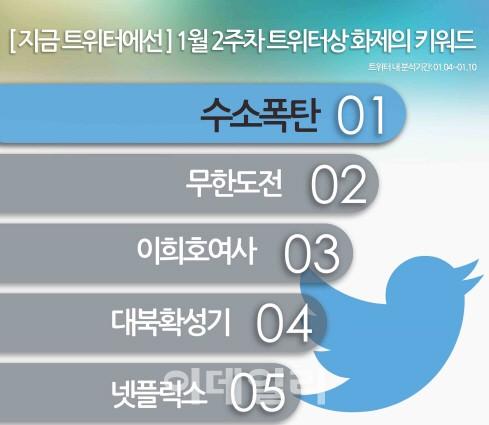 [ 지금 트위터에선 ] 1월 2주차 트위터상 화제의 키워드
트위터 내 분석기간: 01.04~01.10
수소폭탄 01
무한도전 02
이희호여사 03
대북확성기 04
이데일리
넷플릭스 05